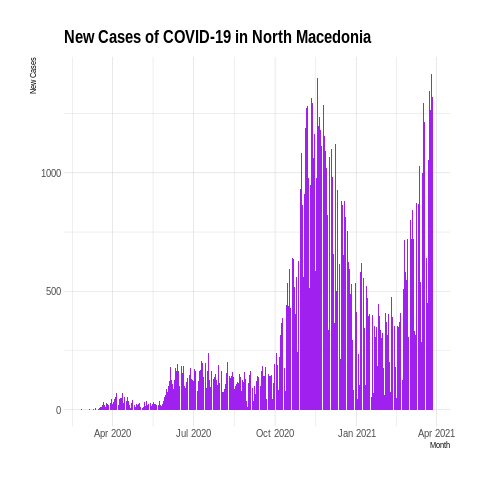 New Cases of COVID-19 in North Macedonia
New Cases
1000
500
0
Apr 2020 Jul 2020 Oct 2020 Jan 2021 Apr 2021
Month